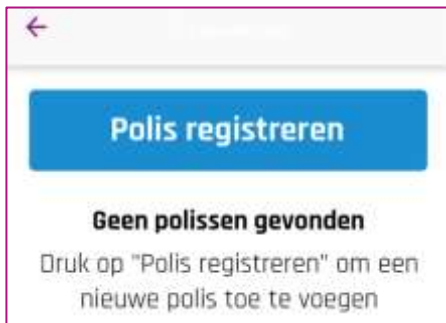 Polis registreren
Geen polissen gevonden
Druk op "Polis registreren" om een
nieuwe polis toe te voegen